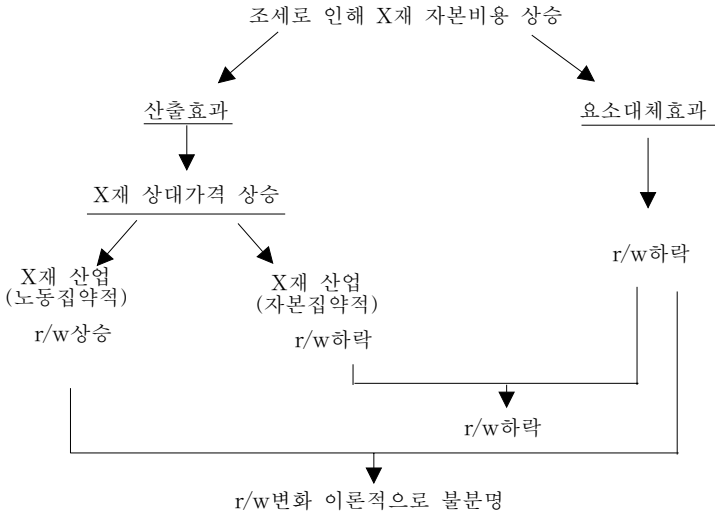 조세로 인해 X재 자본비용 상승
산출효과
요소대체효과
X재 상대가격 상승
X재 산업
(노동집약적)
r/w상승
X재 산업
(자본집약적)
r/w하락
r/w하락
r/w하락
r/w변화 이론적으로 불분명